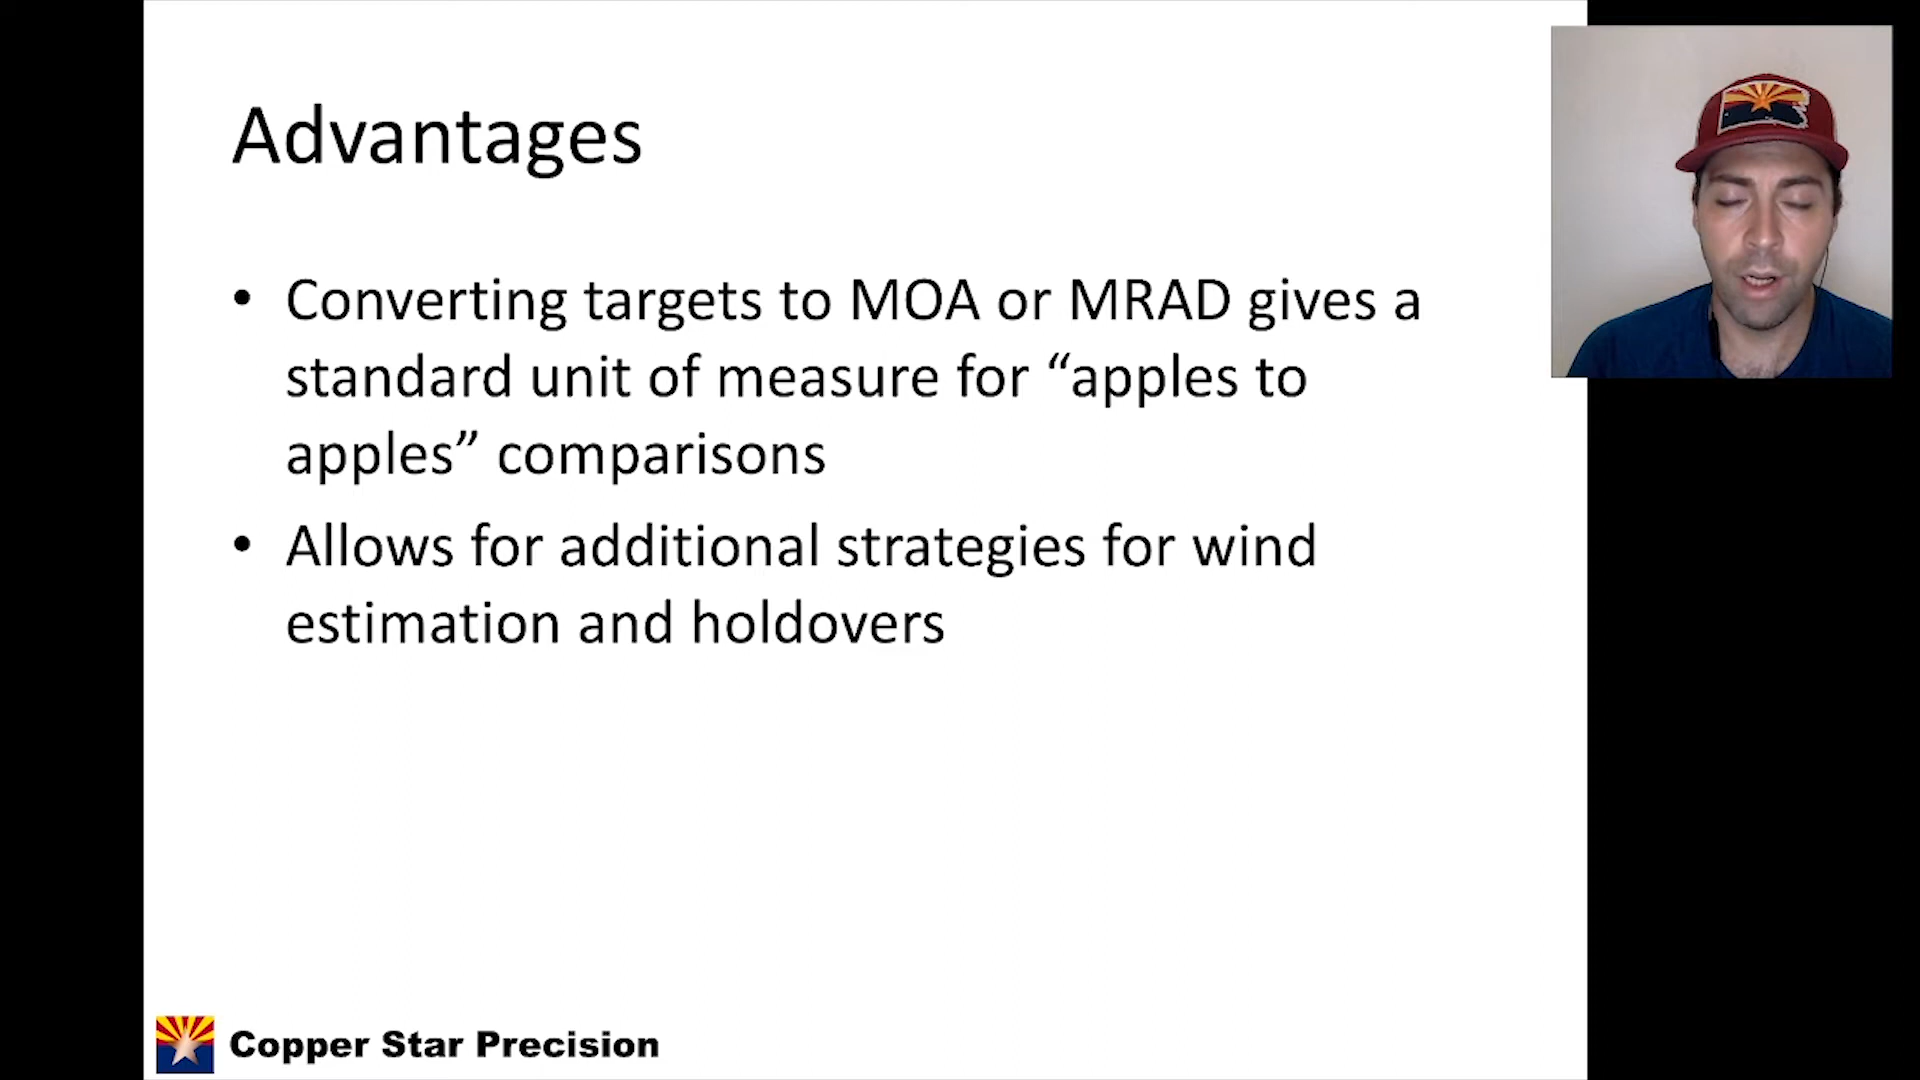 Advantages
• Converting targets to MOA or MRAD gives a
standard unit of measure for “apples to
apples” comparisons
• Allows for additional strategies for wind
estimation and holdovers
Copper Star Precision